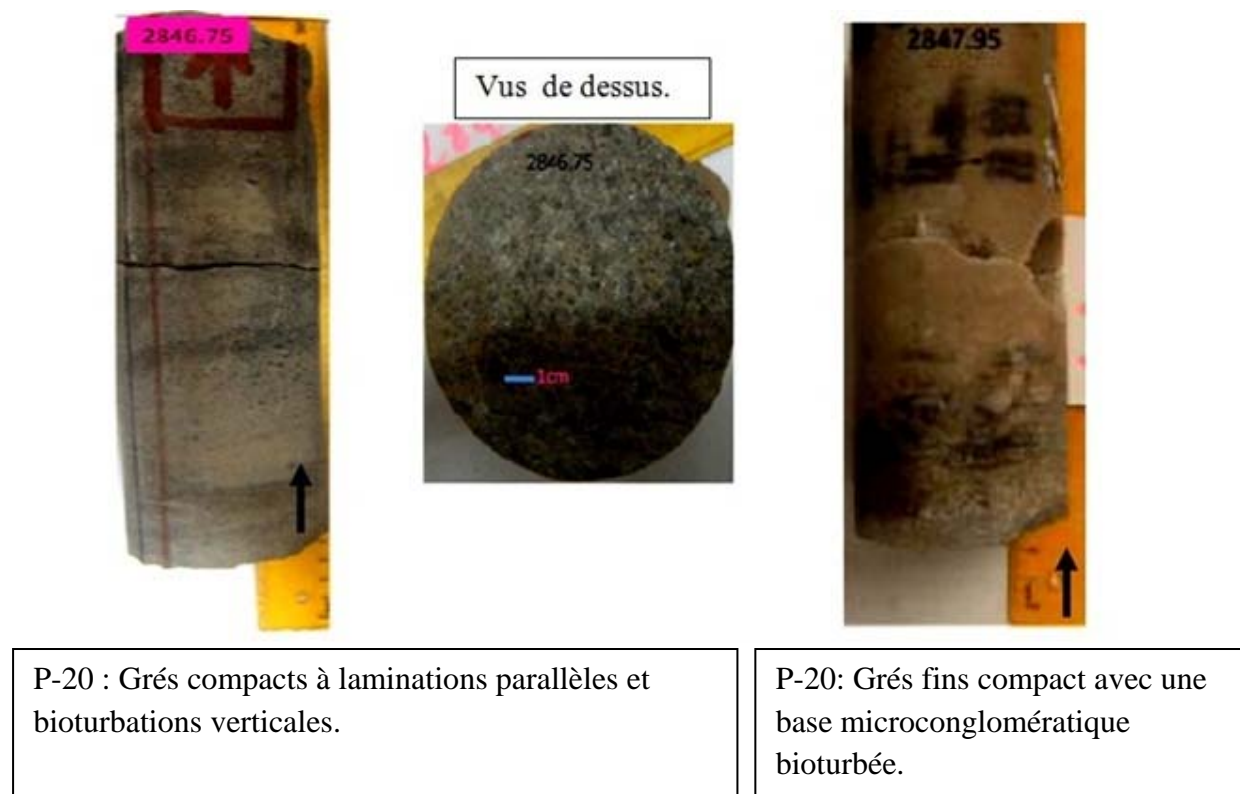 2846.75
Vus de dessus.
2847.95
2846.75
1cm
L
P-20 : Grés compacts à laminations parallèles et
bioturbations verticales.
P-20: Grés fins compact avec une
base microconglomératique
bioturbée.